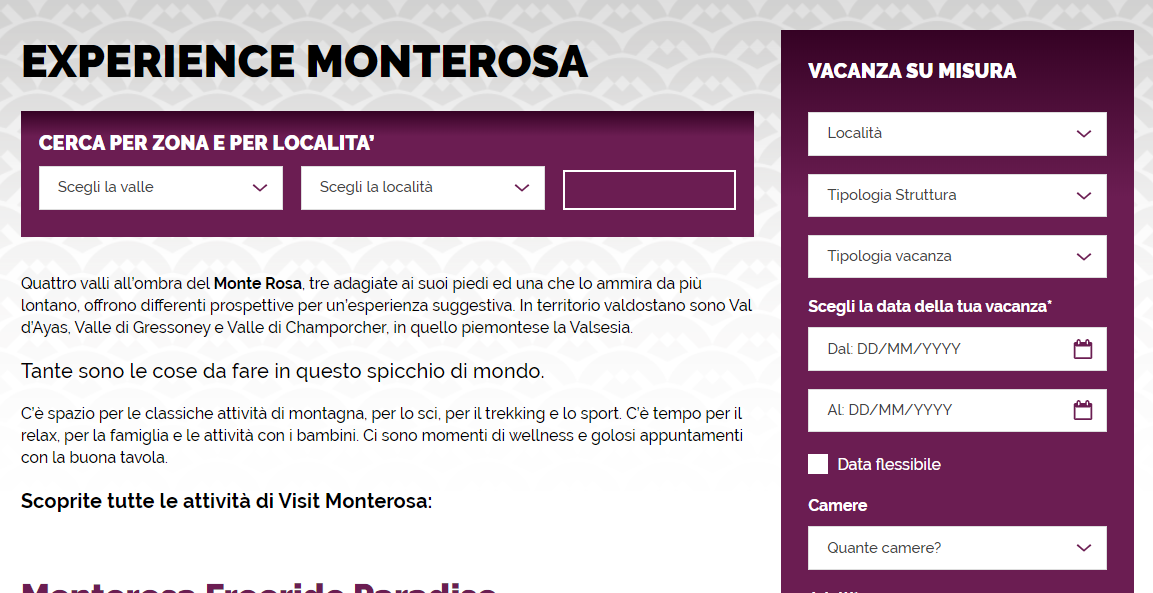 EXPERIENCE MONTEROSA
CERCA PER ZONA E PER LOCALITA'
Scegli la valle
Scegli la località
Quattro valli all'ombra del Monte Rosa, tre adagiate ai suoi piedi ed una che lo ammira da più
lontano, offrono differenti prospettive per un'esperienza suggestiva. In territorio valdostano sono Val
d'Ayas, Valle di Gressoney e Valle di Champorcher, in quello piemontese la Valsesia.
Tante sono le cose da fare in questo spicchio di mondo.
C'è spazio per le classiche attività di montagna, per lo sci, per il trekking e lo sport. C'è tempo per il
relax, per la famiglia e le attività con i bambini. Ci sono momenti di wellness e golosi appuntamenti
con la buona tavola.
Scoprite tutte le attività di Visit Monterosa:
Monterosa Freeride Paradise
VACANZA SU MISURA
Località
Tipologia Struttura
Tipologia vacanza
Scegli la data della tua vacanza*
Dal: DD/MM/YYYY
Al: DD/MM/YYYY
Data flessibile
Camere
Quante camere?